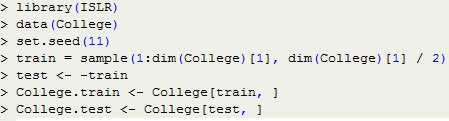 > library(ISLR)
> data(College)
> set.seed(11)
> train = sample(1:dim(College)[1], dim(College)[1] / 2)
> test <- -train
> College.train <- College[train, ]
> College.test <- College[test, ]